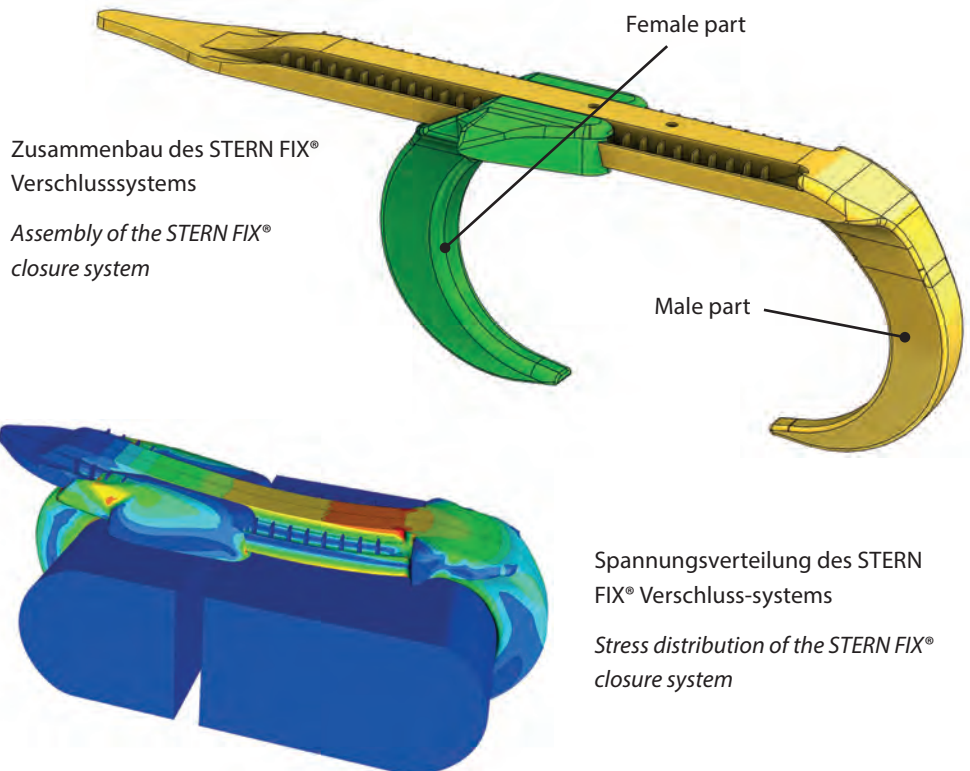 Female part
Zusammenbau des STERN FIX®
Verschlusssystems
Assembly of the STERN FIX®
closure system
Male part
Spannungsverteilung des STERN
FIX® Verschluss-systems
Stress distribution of the STERN FIX®
closure system